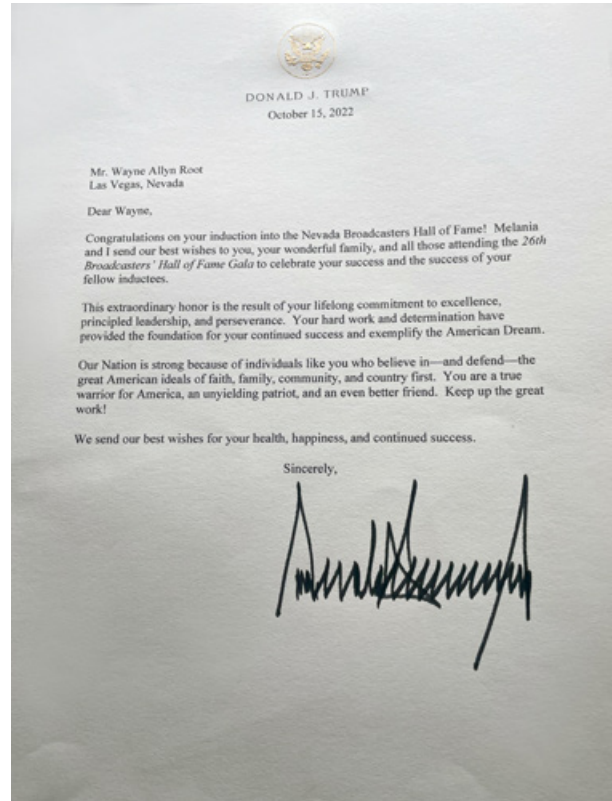 DONALD J. TRUMP
October 15, 2022
Mr. Wayne Allyn Root
Las Vegas, Nevada
Dear Wayne,
Congratulations on your induction into the Nevada Broadcasters Hall of Fame! Melania
and I send our best wishes to you, your wonderful family, and all those attending the 26th
Broadcasters' Hall of Fame Gala to celebrate your success and the success of your
fellow inductees.
This extraordinary honor is the result of your lifelong commitment to excellence,
principled leadership, and perseverance. Your hard work and determination have
provided the foundation for your continued success and exemplify the American Dream.
Our Nation is strong because of individuals like you who believe in—and defend—the
great American ideals of faith, family, community, and country first. You are a true
warrior for America, an unyielding patriot, and an even better friend. Keep up the great
work!
We send our best wishes for your health, happiness, and continued success.
Sincerely,